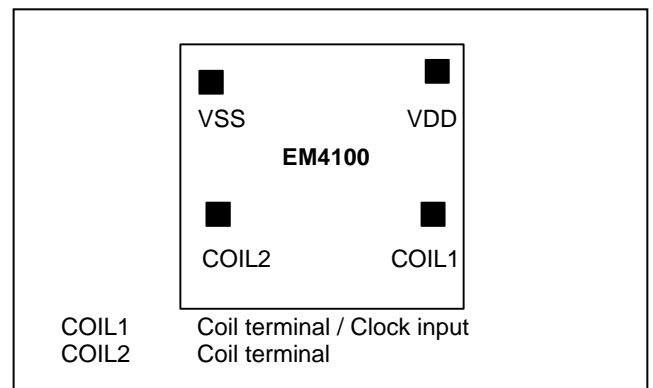 VSS VDD
EM4100
COIL2 COIL1
COIL1 Coil terminal / Clock input
COIL2 Coil terminal